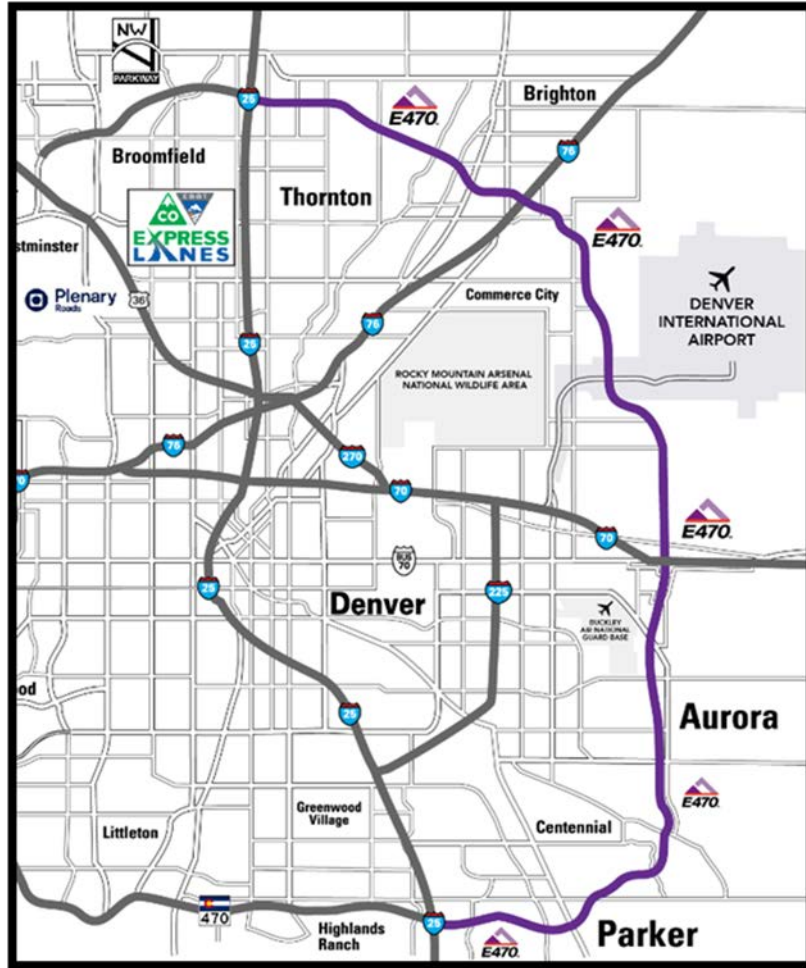 NW
PARKWAY
25
E470
Brighton
76
Broomfield
Thornton
CDOT
CO
EXPRESS
LANES
E470
stminster
Plenary
Roads
36
Commerce City
DENVER
INTERNATIONAL
AIRPORT
76
25
ROCKY MOUNTAIN ARSENAL
NATIONAL WILDLIFE AREA
76
270
70
70
E470
70
BUS
70
25
Denver
225
BUCKLEY
AIR NATIONAL
GUARD BASE
ood
25
Aurora
E470
Greenwood
Village
Littleton
Centennial
470
25
Highlands
Ranch
E470
Parker